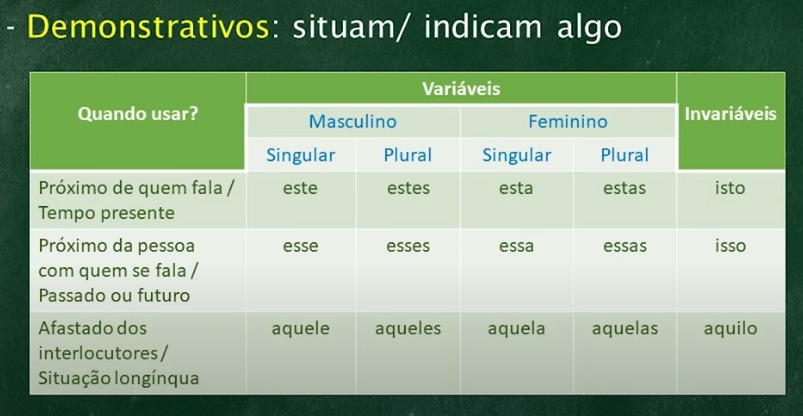 - Demonstrativos: situam/ indicam algo
Quando usar?
Variáveis
Invariáveis
Masculino
Feminino
Singular
Plural
Singular
Plural
Próximo de quem fala /
Tempo presente
este
estes
esta
estas
isto
Próximo da pessoa
com quem se fala /
Passado ou futuro
esse
esses
essa
essas
isso
Afastado dos
interlocutores /
Situação longínqua
aquele
aqueles
aquela
aquelas
aquilo